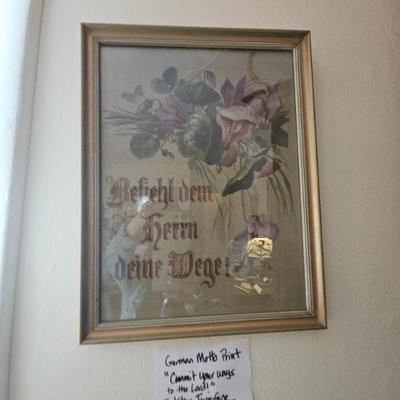 Befiehl dem
Herrn
deine Wege!
German Motto Print
"Commit your ways
to the Lord!"